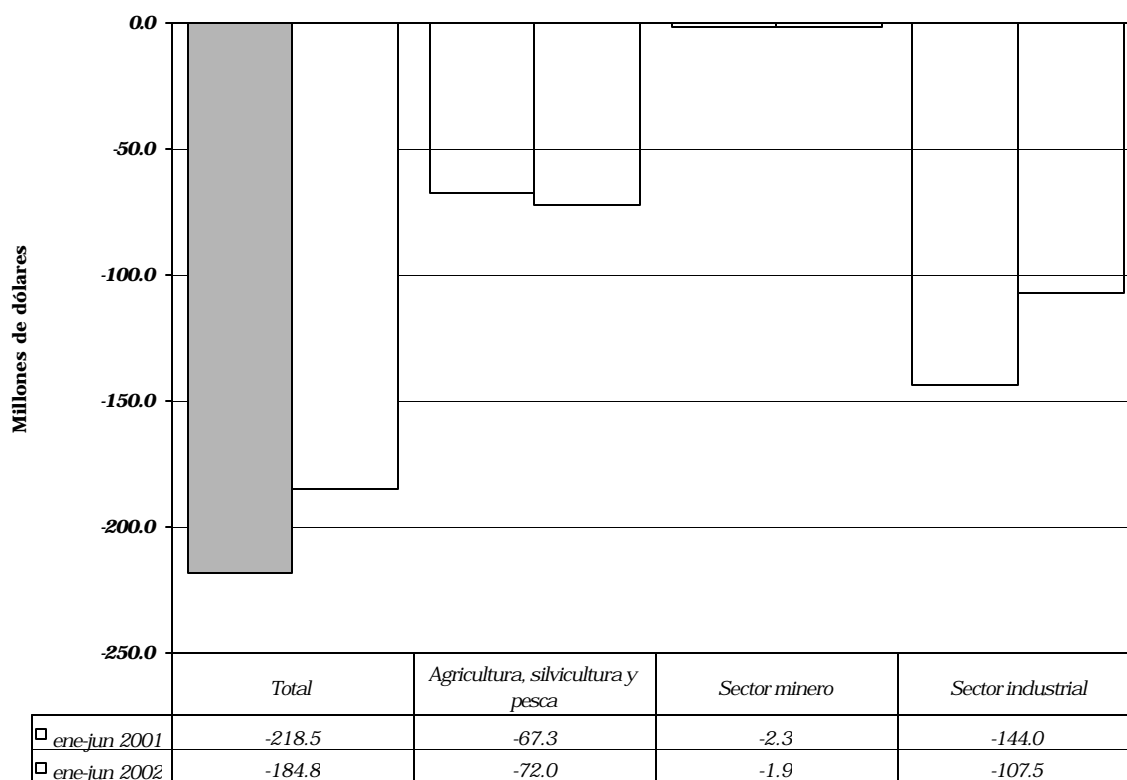 0.0
-50.0
-100.0
-150.0
-200.0
-250.0
Millones de dólares
Total
Agricultura, silvicultura y
pesca
Sector minero
Sector industrial
ene-jun 2001 -218.5 -67.3 -2.3 -144.0
ene-jun 2002 -184.8 -72.0 -1.9 -107.5